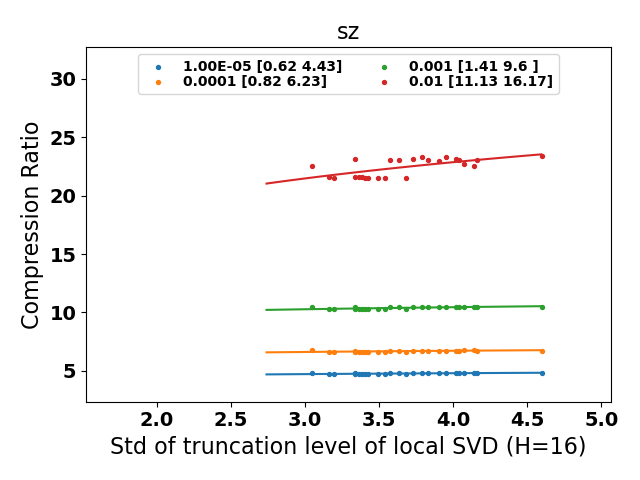 sz
1.00E-05 [0.62 4.43]
0.0001 [0.82 6.23]
0.001 [1.41 9.6 ]
0.01 [11.13 16.17]
Compression Ratio
30
25
20
15
10
5
2.0 2.5 3.0 3.5 4.0 4.5 5.0
Std of truncation level of local SVD (H=16)